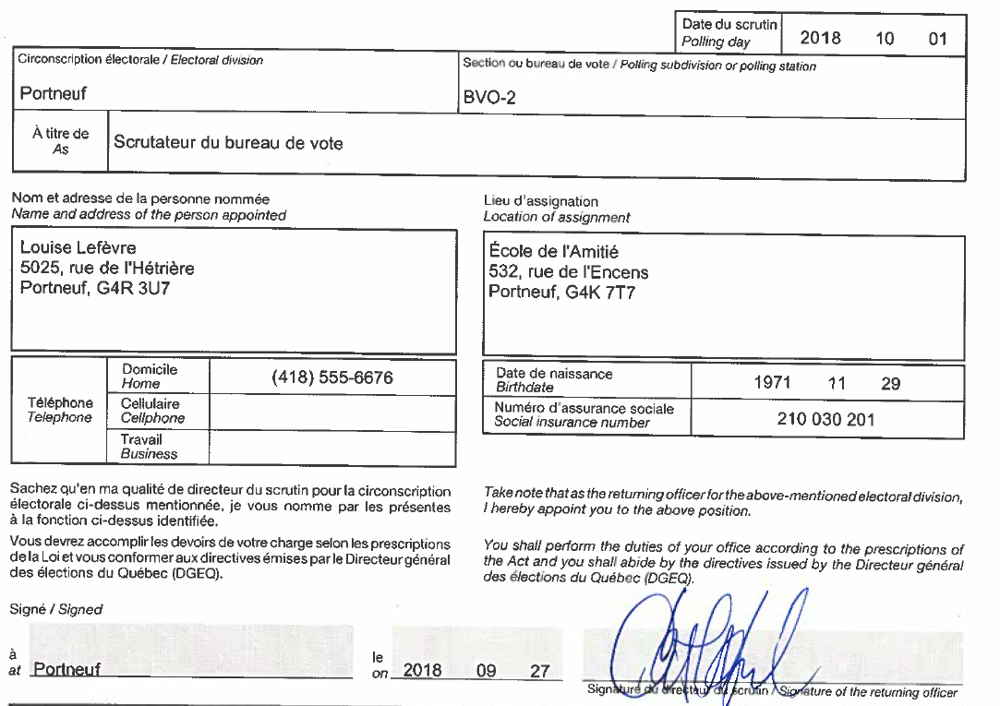 Date du scrutin
Polling day
2018 10 01
Circonscription électorale / Electoral division
Portneuf
Section ou bureau de vote / Polling subdivision or polling station
BVO-2
À titre de
As
Scrutateur du bureau de vote
Nom et adresse de la personne nommée
Name and address of the person appointed
Louise Lefèvre
5025, rue de l'Hétrière
Portneuf, G4R 3U7
Lieu d'assignation
Location of assignment
École de l'Amitié
532, rue de l'Encens
Portneuf, G4K 7T7
Téléphone
Telephone
Domicile
Home
(418) 555-6676
Cellulaire
Cellphone
Travail
Business
Date de naissance
Birthdate
1971 11 29
Numéro d'assurance sociale
Social insurance number
210 030 201
Sachez qu'en ma qualité de directeur du scrutin pour la circonscription
électorale ci-dessus mentionnée, je vous nomme par les présentes
à la fonction ci-dessus identifiée.
Vous devrez accomplir les devoirs de votre charge selon les prescriptions
de la Loi et vous conformer aux directives émises par le Directeur général
des élections du Québec (DGEQ).
Take note that as the returning officer for the above-mentioned electoral division,
I hereby appoint you to the above position.
You shall perform the duties of your office according to the prescriptions of
the Act and you shall abide by the directives issued by the Directeur général
des élections du Québec (DGEQ).
Signé / Signed
à
at Portneuf
le
on 2018 09 27
Signature du directeur du scrutin / Signature of the returning officer